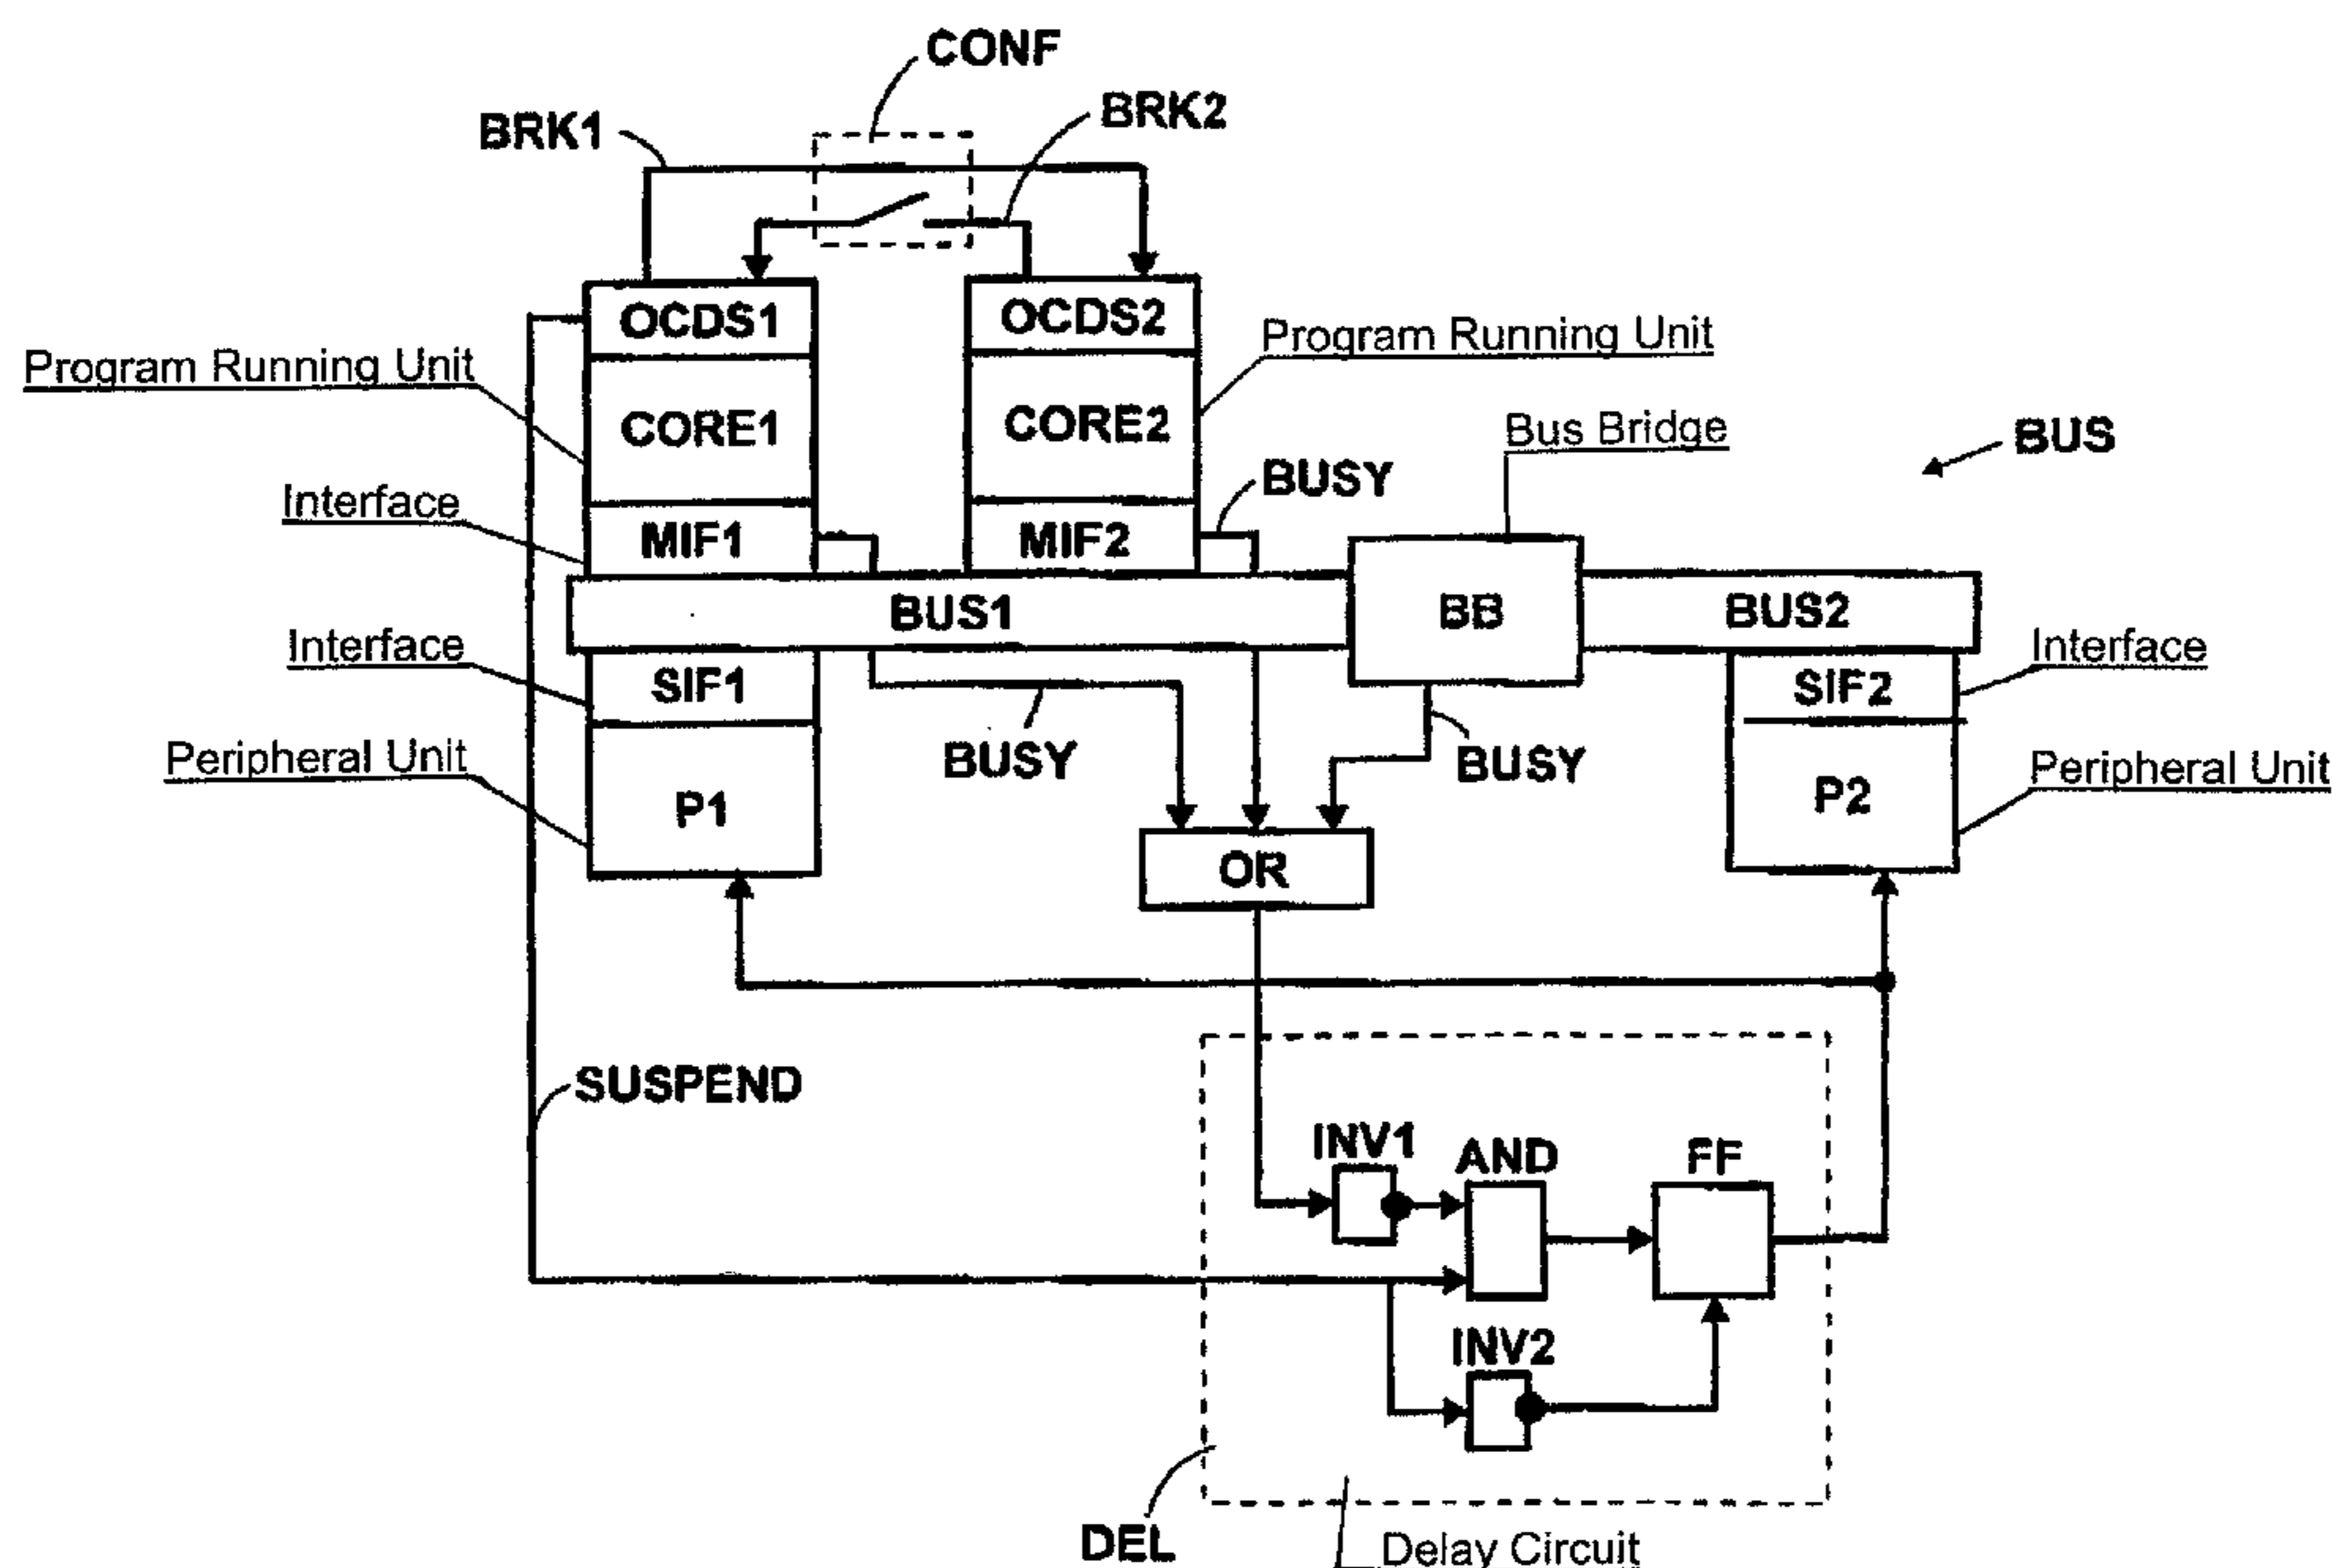 CONF
BRK1
BRK2
OCDS1
OCDS2
Program Running Unit
Program Running Unit
CORE1
CORE2
Bus Bridge
BUS
Interface
BUSY
MIF1
MIF2
BUS1
BB
BUS2
Interface
Interface
SIF1
SIF2
Peripheral Unit
BUSY
BUSY
Peripheral Unit
P1
P2
OR
SUSPEND
INV1
AND
FF
INV2
DEL
Delay Circuit